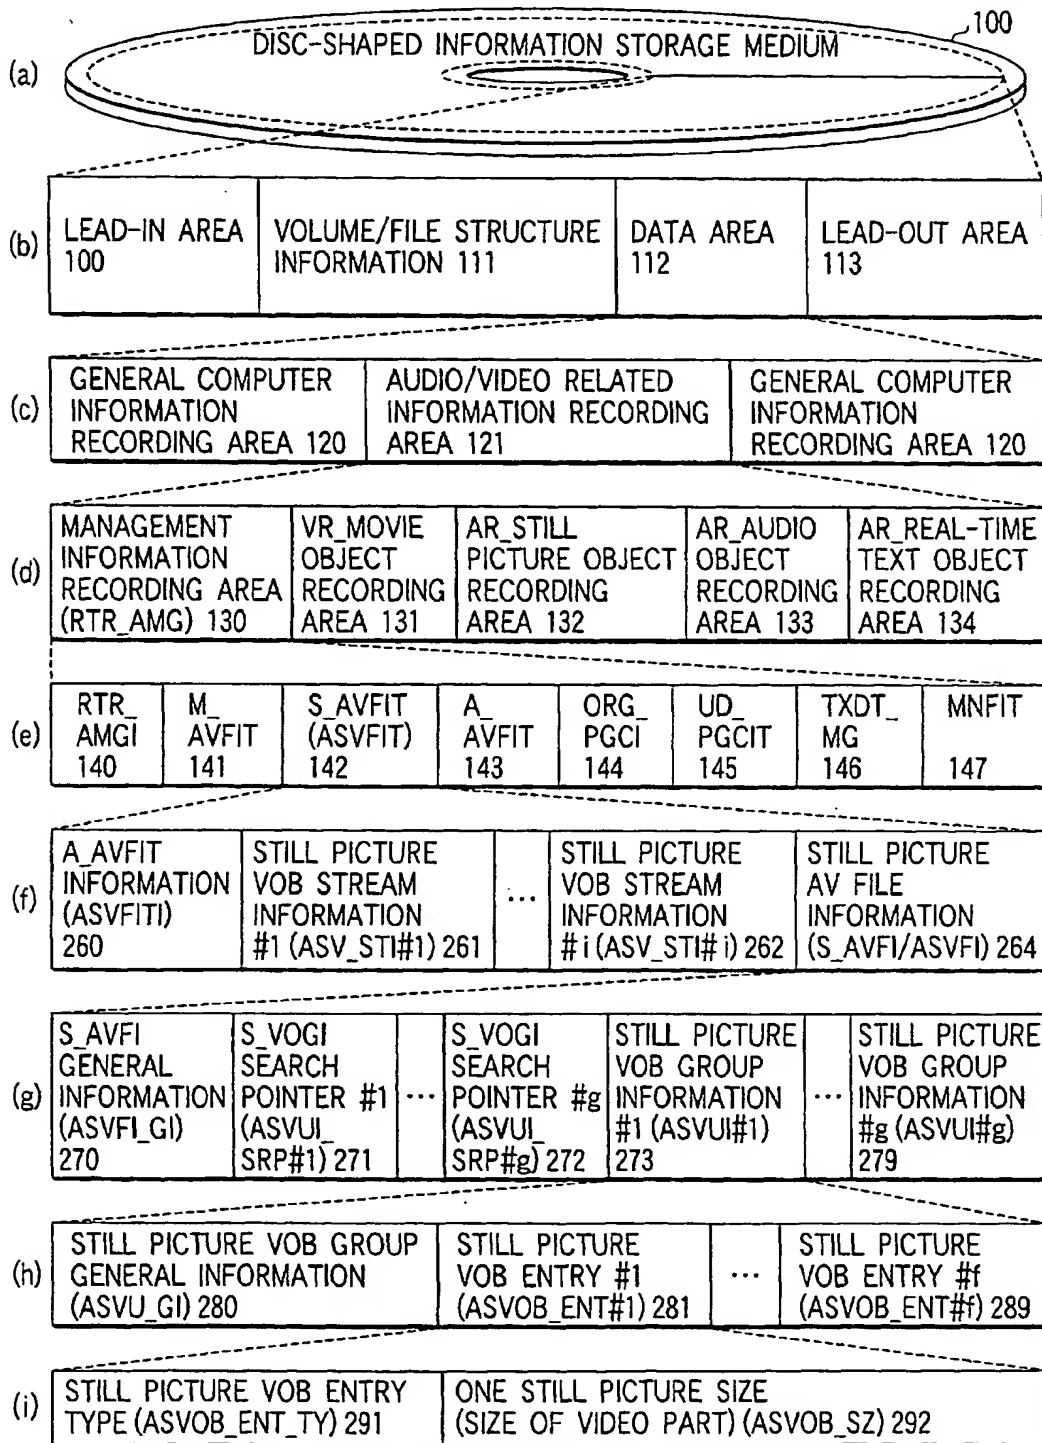 100
DISC-SHAPED INFORMATION STORAGE MEDIUM
(a)
(b)
LEAD-IN AREA
100
VOLUME/FILE STRUCTURE
INFORMATION 111
DATA AREA
112
LEAD-OUT AREA
113
(c)
GENERAL COMPUTER
INFORMATION
RECORDING AREA 120
AUDIO/VIDEO RELATED
INFORMATION RECORDING
AREA 121
GENERAL COMPUTER
INFORMATION
RECORDING AREA 120
(d)
MANAGEMENT
INFORMATION
RECORDING AREA
(RTR_AMG) 130
VR_MOVIE
OBJECT
RECORDING
AREA 131
AR_STILL
PICTURE OBJECT
RECORDING
AREA 132
AR_AUDIO
OBJECT
RECORDING
AREA 133
AR_REAL-TIME
TEXT OBJECT
RECORDING
AREA 134
(e)
RTR_
AMGI
140
M_
AVFIT
141
S_AVFIT
(ASVFIT)
142
A_
AVFIT
143
ORG_
PGCI
144
UD_
PGCIT
145
TXDT_
MG
146
MNFIT
147
(f)
A_AVFIT
INFORMATION
(ASVFITI)
260
STILL PICTURE
VOB STREAM
INFORMATION
#1 (ASV_STI#1) 261
...
STILL PICTURE
VOB STREAM
INFORMATION
#i (ASV_STI#i) 262
STILL PICTURE
AV FILE
INFORMATION
(S_AVFI/ASVFI) 264
(g)
S_AVFI
GENERAL
INFORMATION
(ASVFI_GI)
270
S_VOGI
SEARCH
POINTER #1
(ASVUI_
SRP#1) 271
...
S_VOGI
SEARCH
POINTER #g
(ASVUI_
SRP#g) 272
STILL PICTURE
VOB GROUP
INFORMATION
#1 (ASVUI#1)
273
...
STILL PICTURE
VOB GROUP
INFORMATION
#g (ASVUI#g)
279
(h)
STILL PICTURE VOB GROUP
GENERAL INFORMATION
(ASVU_GI) 280
STILL PICTURE
VOB ENTRY #1
(ASVOB_ENT#1) 281
...
STILL PICTURE
VOB ENTRY #f
(ASVOB_ENT#f) 289
(i)
STILL PICTURE VOB ENTRY
TYPE (ASVOB_ENT_TY) 291
ONE STILL PICTURE SIZE
(SIZE OF VIDEO PART) (ASVOB_SZ) 292